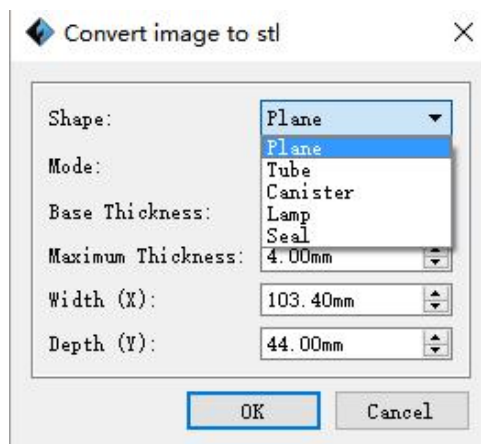 Convert image to stl
Shape: Plane
Plane
Mode: Tube
Canister
Base Thickness: Lamp
Seal
Maximum Thickness: 4.00mm
Width (X): 103.40mm
Depth (Y): 44.00mm
OK Cancel